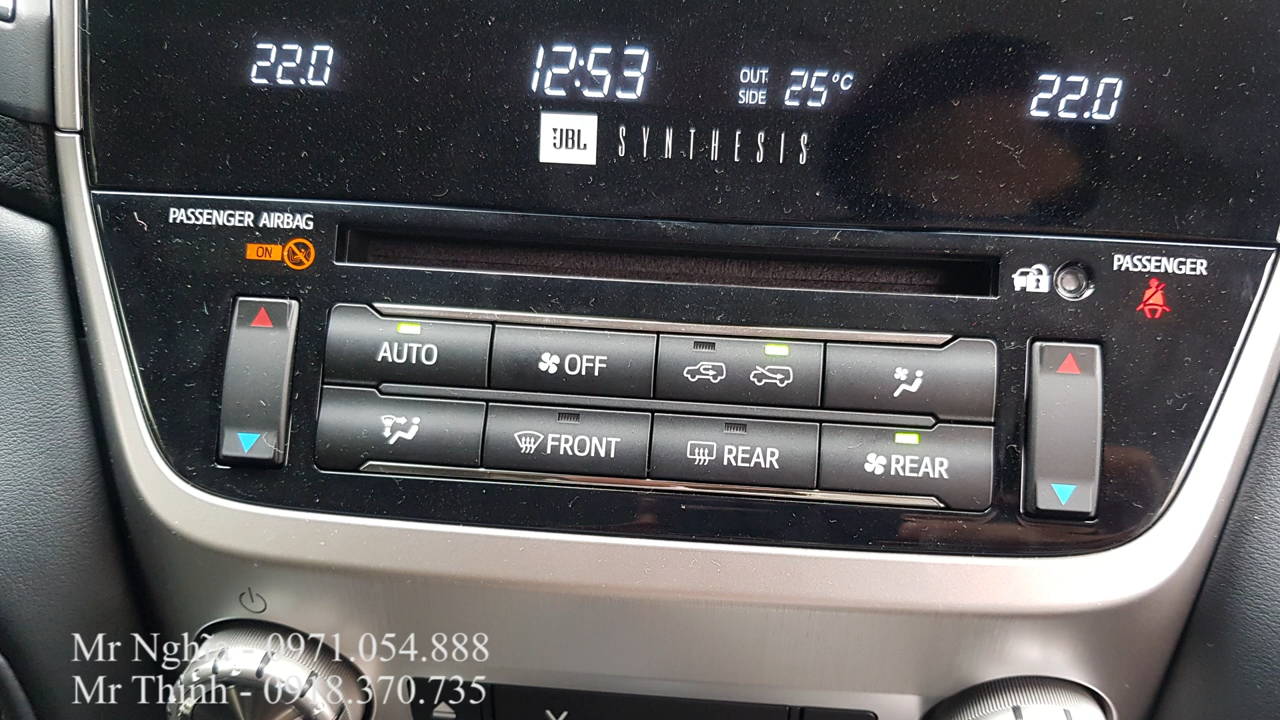 22.0
12:53
OUT SIDE 25°C
22.0
JBL SYNTHESIS
PASSENGER AIRBAG
ON
PASSENGER
AUTO
OFF
FRONT
REAR
REAR
Mr Nghĩa - 0971.054.888
Mr Thịnh - 0918.370.735